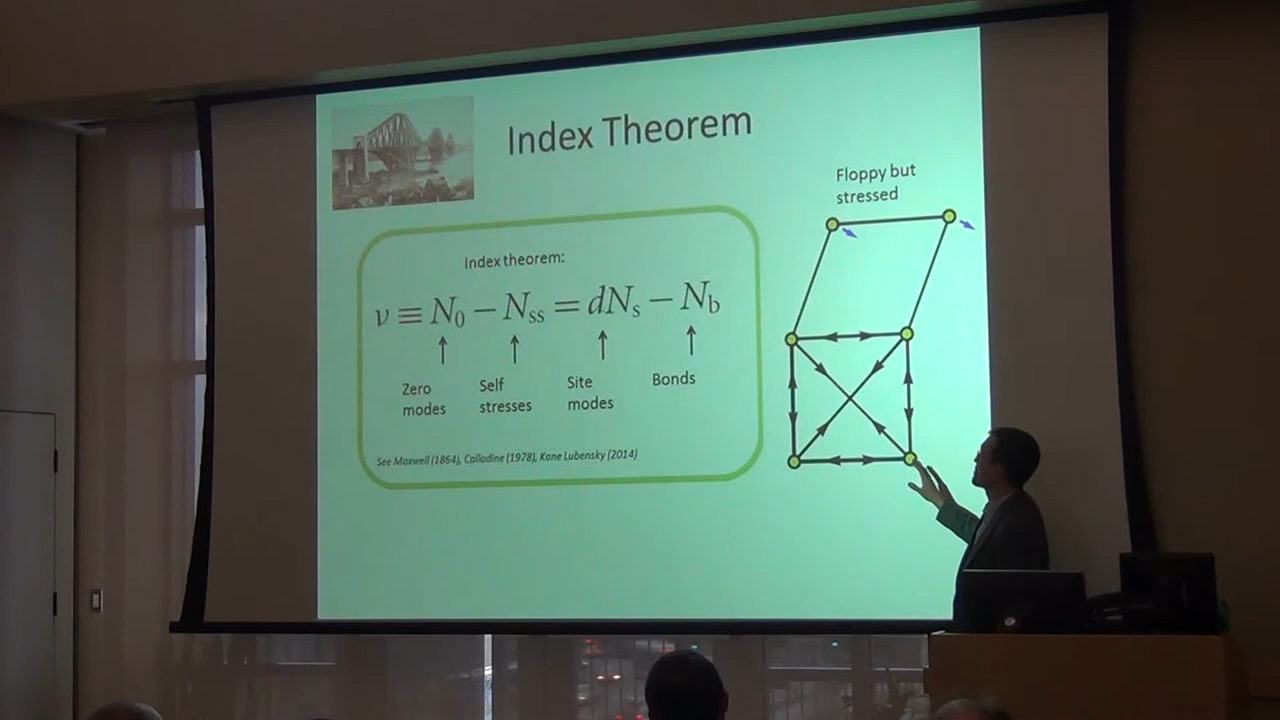 Index Theorem
Floppy but
stressed
Index theorem:
ν ≡ N₀ − Nₛₛ = dNₛ − N_b
Zero
modes
Self
stresses
Site
modes
Bonds
See Maxwell (1864), Calladine (1978), Kane Lubensky (2014)